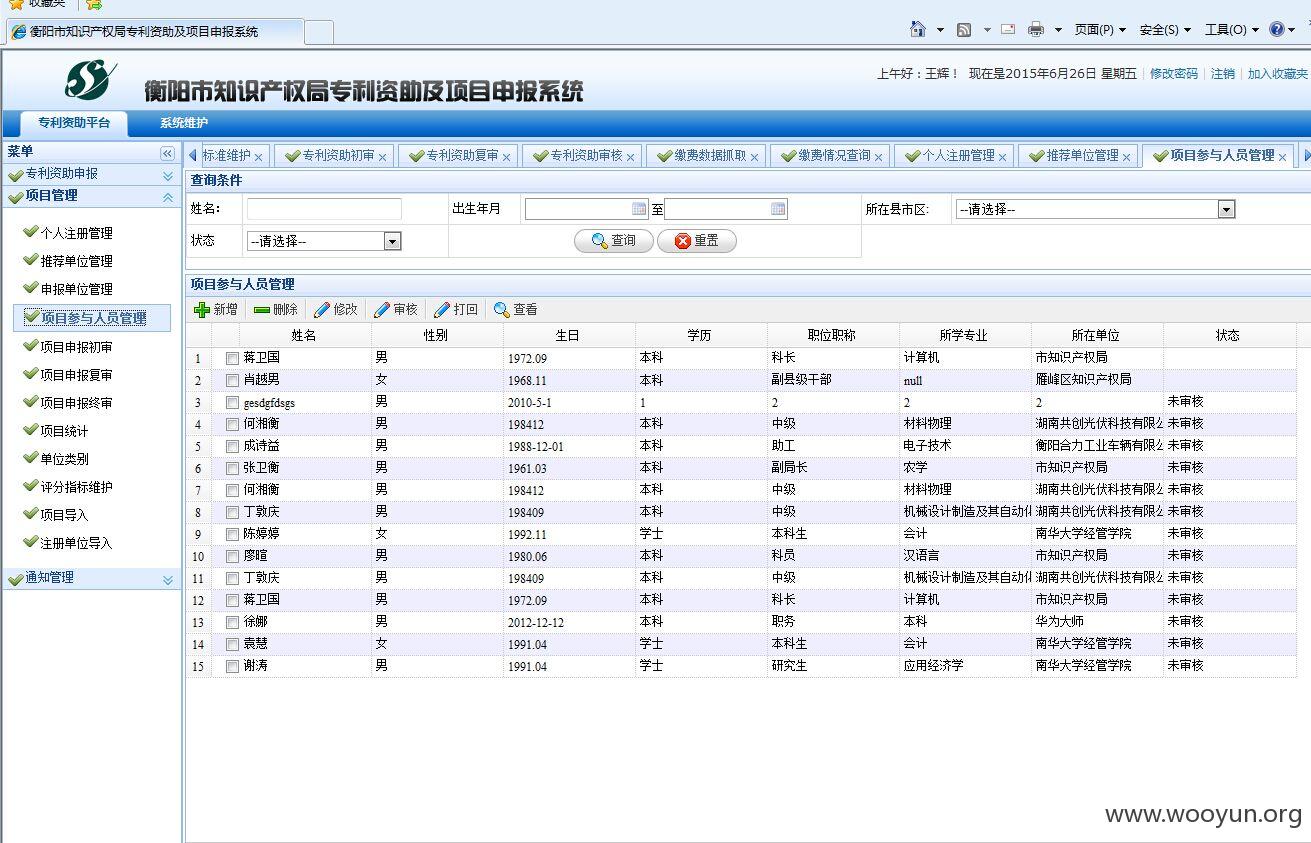 收藏夹
衡阳市知识产权局专利资助及项目申报系统
页面(P) 安全(S) 工具(O)
衡阳市知识产权局专利资助及项目申报系统
上午好：王辉！ 现在是2015年6月26日 星期五 修改密码 注销 加入收藏夹
专利资助平台 系统维护
菜单
标准维护 专利资助初审 专利资助复审 专利资助审核 缴费数据抓取 缴费情况查询 个人注册管理 推荐单位管理 项目参与人员管理
专利资助申报
项目管理
个人注册管理
推荐单位管理
申报单位管理
项目参与人员管理
项目申报初审
项目申报复审
项目申报终审
项目统计
单位类别
评分指标维护
项目导入
注册单位导入
通知管理
查询条件
姓名： 出生年月 至 所在县市区: --请选择--
状态 --请选择-- 查询 重置
项目参与人员管理
新增 删除 修改 审核 打回 查看
姓名 性别 生日 学历 职位职称 所学专业 所在单位 状态
1 蒋卫国 男 1972.09 本科 科长 计算机 市知识产权局
2 肖越男 女 1968.11 本科 副县级干部 null 雁峰区知识产权局
3 gesdgfdsgs 男 2010-5-1 1 2 2 2 未审核
4 何湘衡 男 198412 本科 中级 材料物理 湖南共创光伏科技有限公 未审核
5 成诗益 男 1988-12-01 本科 助工 电子技术 衡阳合力工业车辆有限公 未审核
6 张卫衡 男 1961.03 本科 副局长 农学 市知识产权局 未审核
7 何湘衡 男 198412 本科 中级 材料物理 湖南共创光伏科技有限公 未审核
8 丁敦庆 男 198409 本科 中级 机械设计制造及其自动化 湖南共创光伏科技有限公 未审核
9 陈婷婷 女 1992.11 学士 本科生 会计 南华大学经管学院 未审核
10 廖暄 男 1980.06 本科 科员 汉语言 市知识产权局 未审核
11 丁敦庆 男 198409 本科 中级 机械设计制造及其自动化 湖南共创光伏科技有限公 未审核
12 蒋卫国 男 1972.09 本科 科长 计算机 市知识产权局 未审核
13 徐娜 男 2012-12-12 本科 职务 本科 华为大师 未审核
14 袁慧 女 1991.04 学士 本科生 会计 南华大学经管学院 未审核
15 谢涛 男 1991.04 学士 研究生 应用经济学 南华大学经管学院 未审核
www.wooyun.org